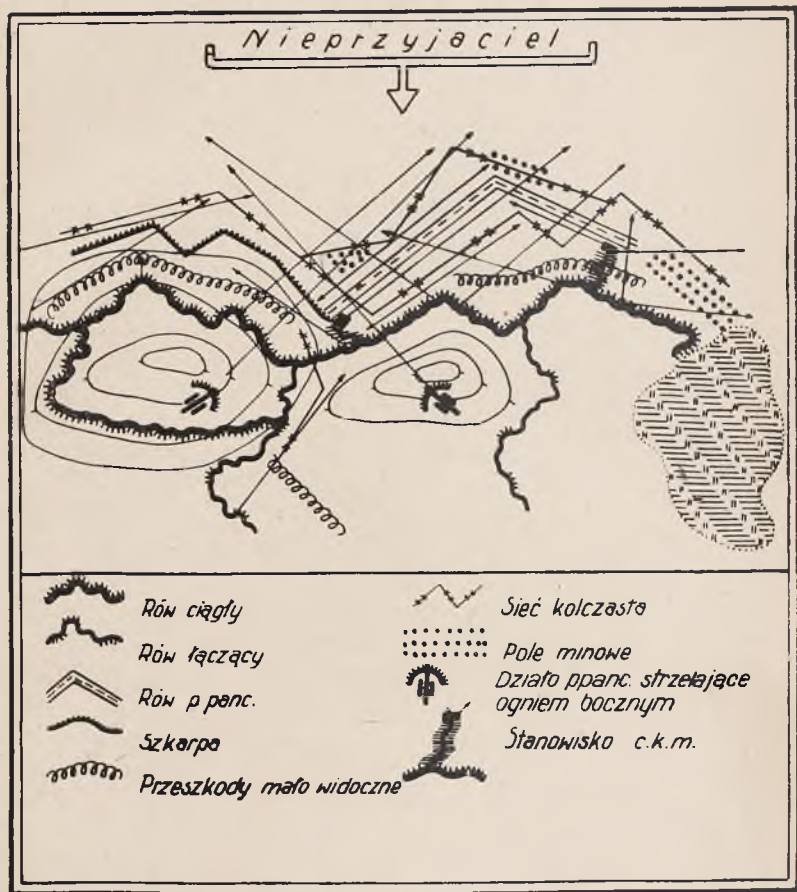 Nieprzyjaciel
Rów ciągły
Rów łączący
Rów p panc.
Szkarpa
Przeszkody mało widoczne
Sieć kolczasta
Pole minowe
Działo ppanc. strzelające
ogniem bocznym
Stanowisko c.k.m.